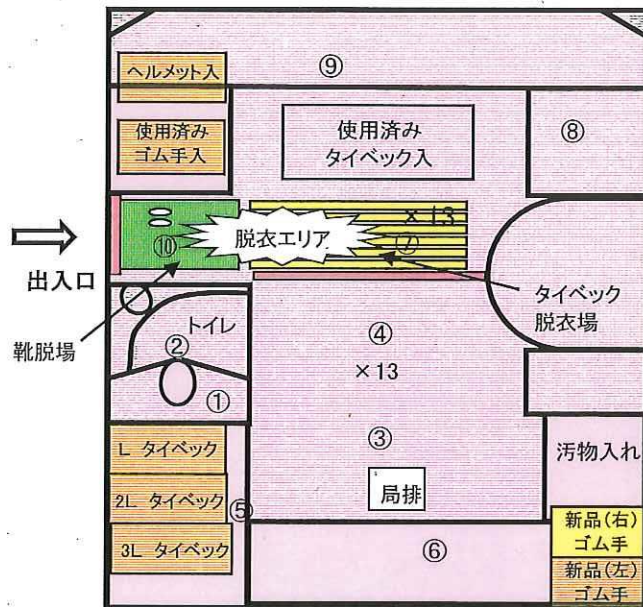 ⑨
ヘルメット入
使用済み
ゴム手入
使用済み
タイベック入
⑧
×13
脱衣エリア
⑩
⑦
出入口
靴脱場
トイレ
②
①
④
×13
タイベック
脱衣場
③
局排
L タイベック
2L タイベック
3L タイベック
⑤
⑥
汚物入れ
新品(右)
ゴム手
新品(左)
ゴム手